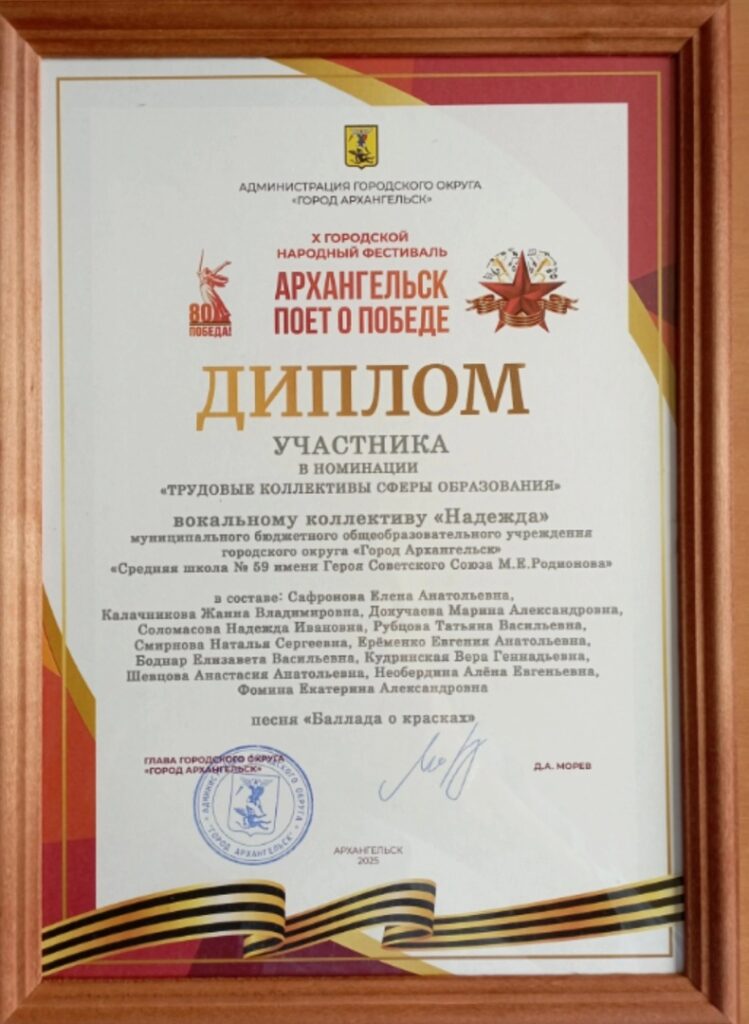 АДМИНИСТРАЦИЯ ГОРОДСКОГО ОКРУГА
«ГОРОД АРХАНГЕЛЬСК»
X ГОРОДСКОЙ
НАРОДНЫЙ ФЕСТИВАЛЬ
АРХАНГЕЛЬСК
ПОЕТ О ПОБЕДЕ
80
ПОБЕДА!
ДИПЛОМ
УЧАСТНИКА
В НОМИНАЦИИ
«ТРУДОВЫЕ КОЛЛЕКТИВЫ СФЕРЫ ОБРАЗОВАНИЯ»
вокальному коллективу «Надежда»
муниципального бюджетного общеобразовательного учреждения
городского округа «Город Архангельск»
«Средняя школа № 59 имени Героя Советского Союза М.Е.Родионова»
в составе: Сафронова Елена Анатольевна,
Калачникова Жанна Владимировна, Докучаева Марина Александровна,
Соломасова Надежда Ивановна, Рубцова Татьяна Васильевна,
Смирнова Наталья Сергеевна, Ерёменко Евгения Анатольевна,
Боднар Елизавета Васильевна, Кудринская Вера Геннадьевна,
Шевцова Анастасия Анатольевна, Необердина Алёна Евгеньевна,
Фомина Екатерина Александровна
песня «Баллада о красках»
ГЛАВА ГОРОДСКОГО ОКРУГА
«ГОРОД АРХАНГЕЛЬСК»
Д.А. МОРЕВ
"ГОРОД АРХАНГЕЛЬСК"
АРХАНГЕЛЬСК
2025